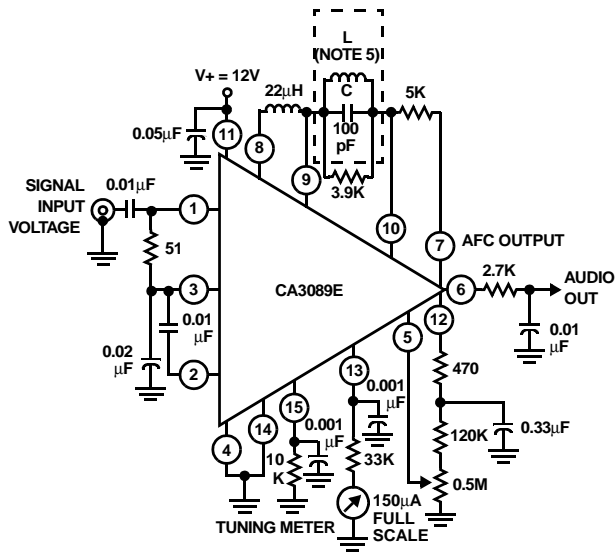 L
(NOTE 5)
V+ = 12V
22μH
C
100
pF
5K
0.05μF
11
8
9
3.9K
10
7
AFC OUTPUT
SIGNAL
INPUT
VOLTAGE
0.01μF
1
51
3
CA3089E
6
2.7K
AUDIO
OUT
0.01
μF
12
5
0.01
μF
0.02
μF
2
13
470
0.001
μF
0.33μF
4
14
15
0.001
μF
10
K
33K
120K
0.5M
TUNING METER
150μA
FULL
SCALE